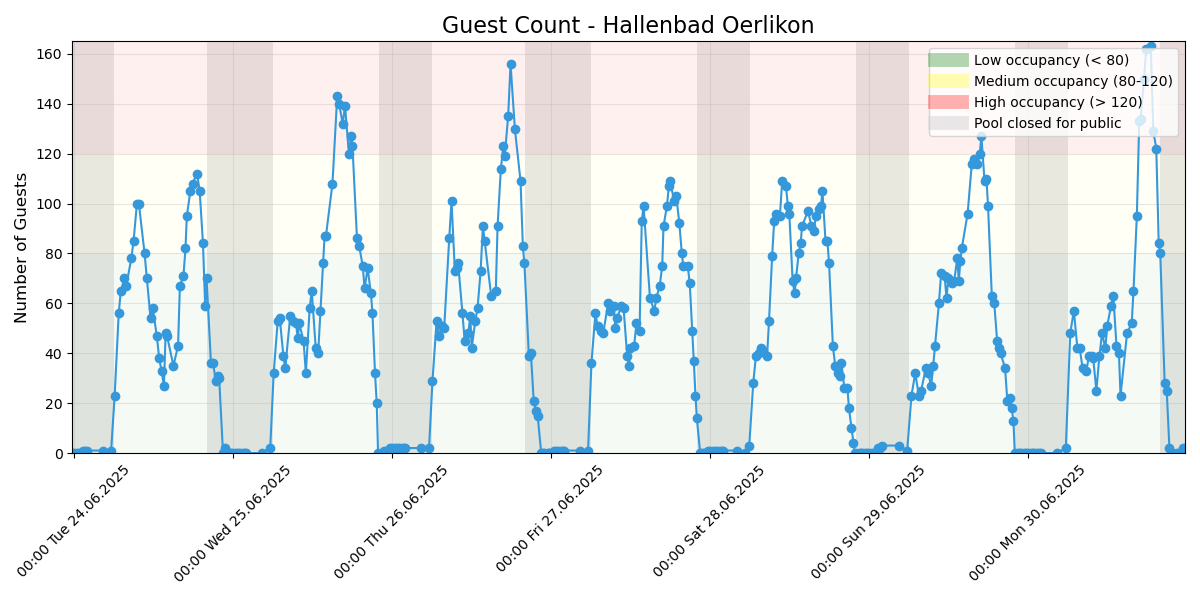 Guest Count - Hallenbad Oerlikon
Number of Guests
160
140
120
100
80
60
40
20
0
Low occupancy (< 80)
Medium occupancy (80-120)
High occupancy (> 120)
Pool closed for public
00:00 Tue 24.06.2025
00:00 Wed 25.06.2025
00:00 Thu 26.06.2025
00:00 Fri 27.06.2025
00:00 Sat 28.06.2025
00:00 Sun 29.06.2025
00:00 Mon 30.06.2025